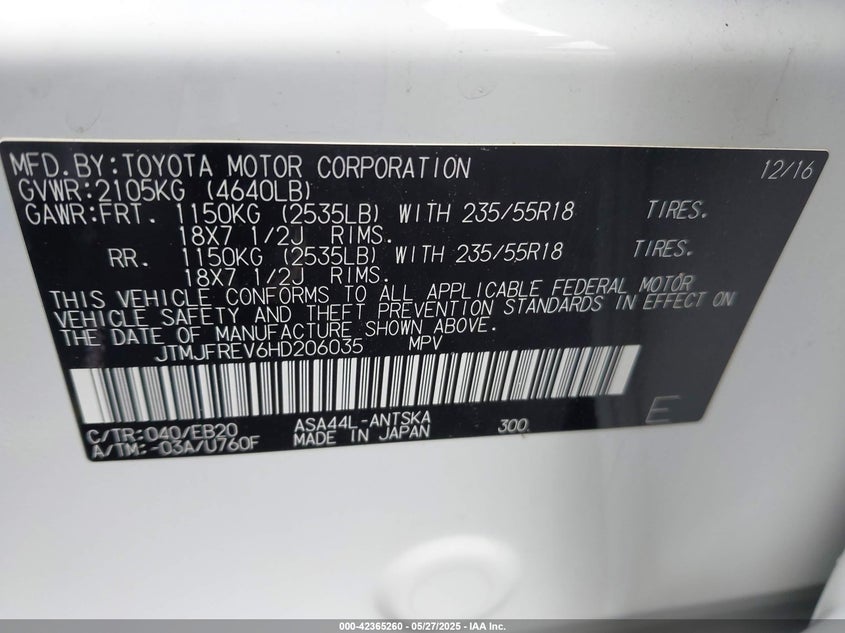 MFD.BY:TOYOTA MOTOR CORPORATION 12/16
GVWR:2105KG (4640LB)
GAWR:FRT. 1150KG (2535LB) WITH 235/55R18 TIRES.
18X7 1/2J RIMS.
RR. 1150KG (2535LB) WITH 235/55R18 TIRES.
18X7 1/2J RIMS.
THIS VEHICLE CONFORMS TO ALL APPLICABLE FEDERAL MOTOR
VEHICLE SAFETY AND THEFT PREVENTION STANDARDS IN EFFECT ON
THE DATE OF MANUFACTURE SHOWN ABOVE.
JTMJFREV6HD206035 MPV
C/TR:040/EB20 ASA44L-ANTSKA 300 E
A/TM:-03A/U760F MADE IN JAPAN
000-42365260 - 05/27/2025 - IAA Inc.